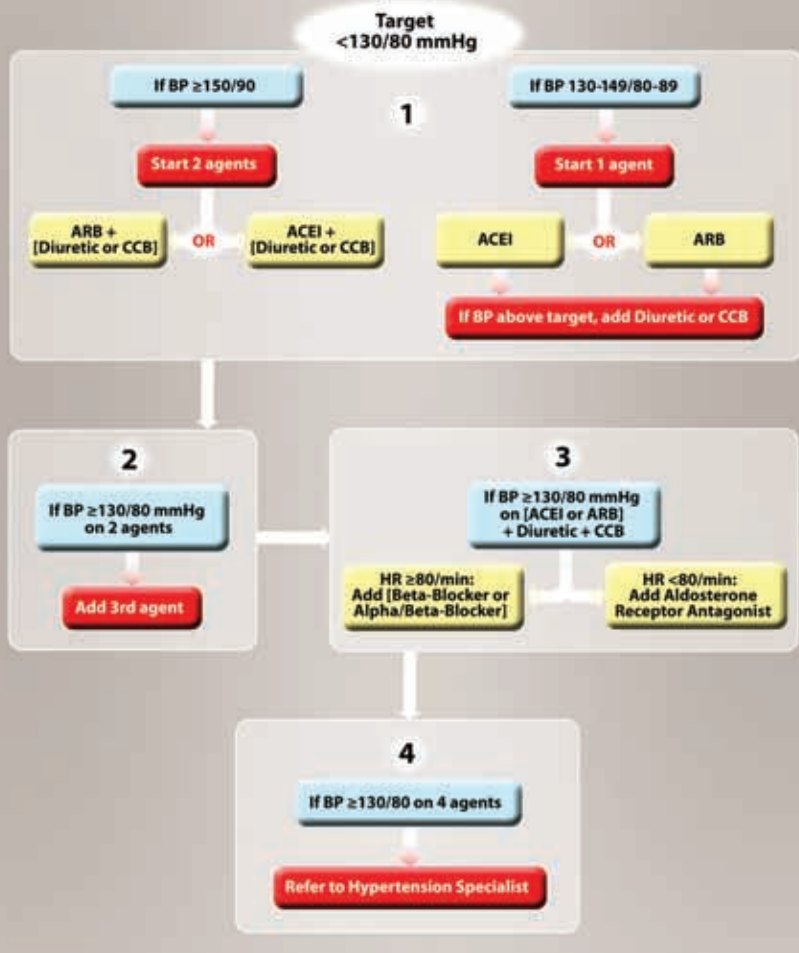 Target
<130/80 mmHg
If BP ≥150/90
If BP 130-149/80-89
1
Start 2 agents
Start 1 agent
ARB +
[Diuretic or CCB]
OR
ACEI +
[Diuretic or CCB]
ACEI
OR
ARB
If BP above target, add Diuretic or CCB
2
If BP ≥130/80 mmHg
on 2 agents
Add 3rd agent
3
If BP ≥130/80 mmHg
on [ACEI or ARB]
+ Diuretic + CCB
HR ≥80/min:
Add [Beta-Blocker or
Alpha/Beta-Blocker]
HR <80/min:
Add Aldosterone
Receptor Antagonist
4
If BP ≥130/80 on 4 agents
Refer to Hypertension Specialist